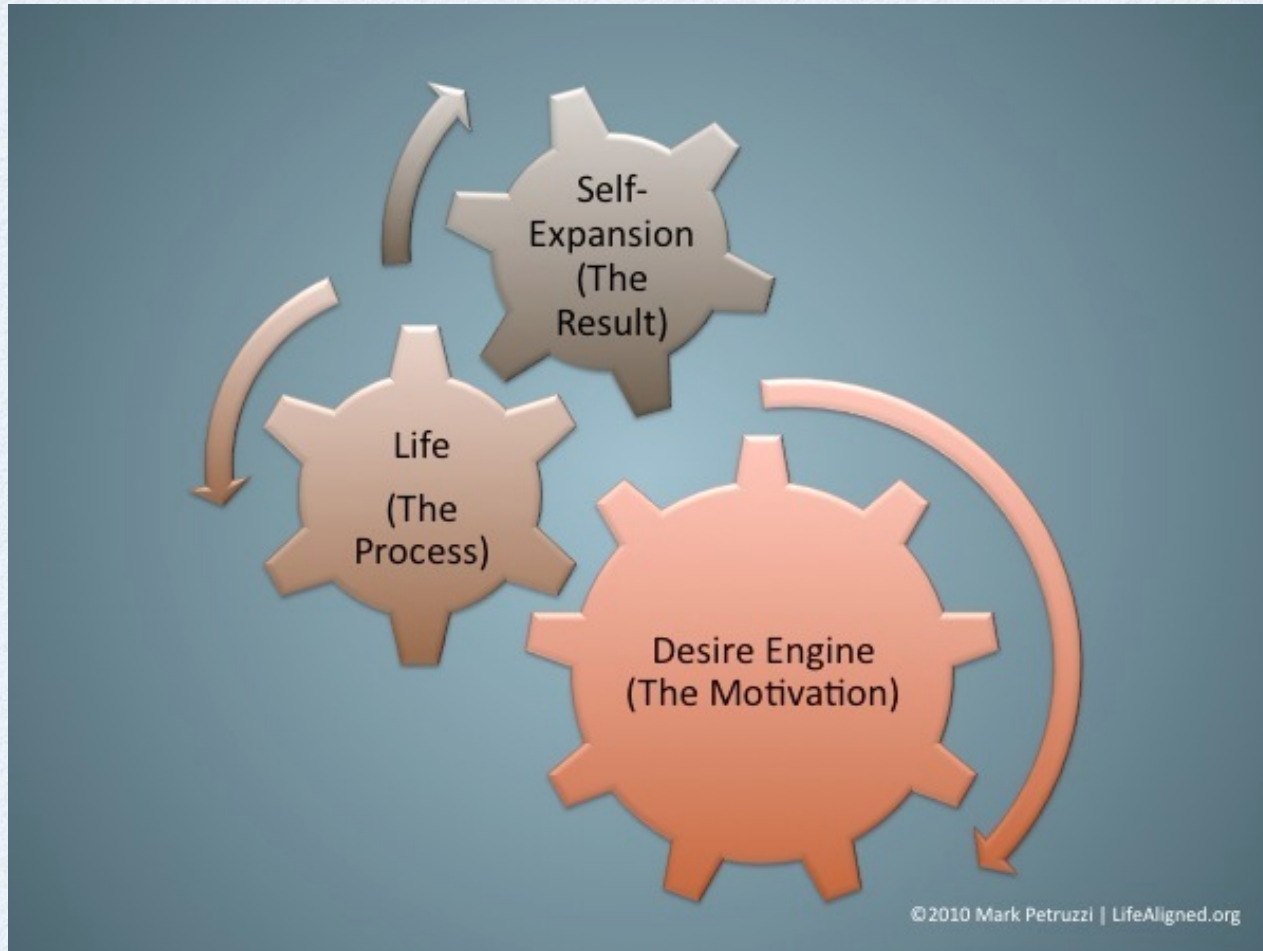 Self-
Expansion
(The
Result)
Life
(The
Process)
Desire Engine
(The Motivation)
©2010 Mark Petruzzi | LifeAligned.org